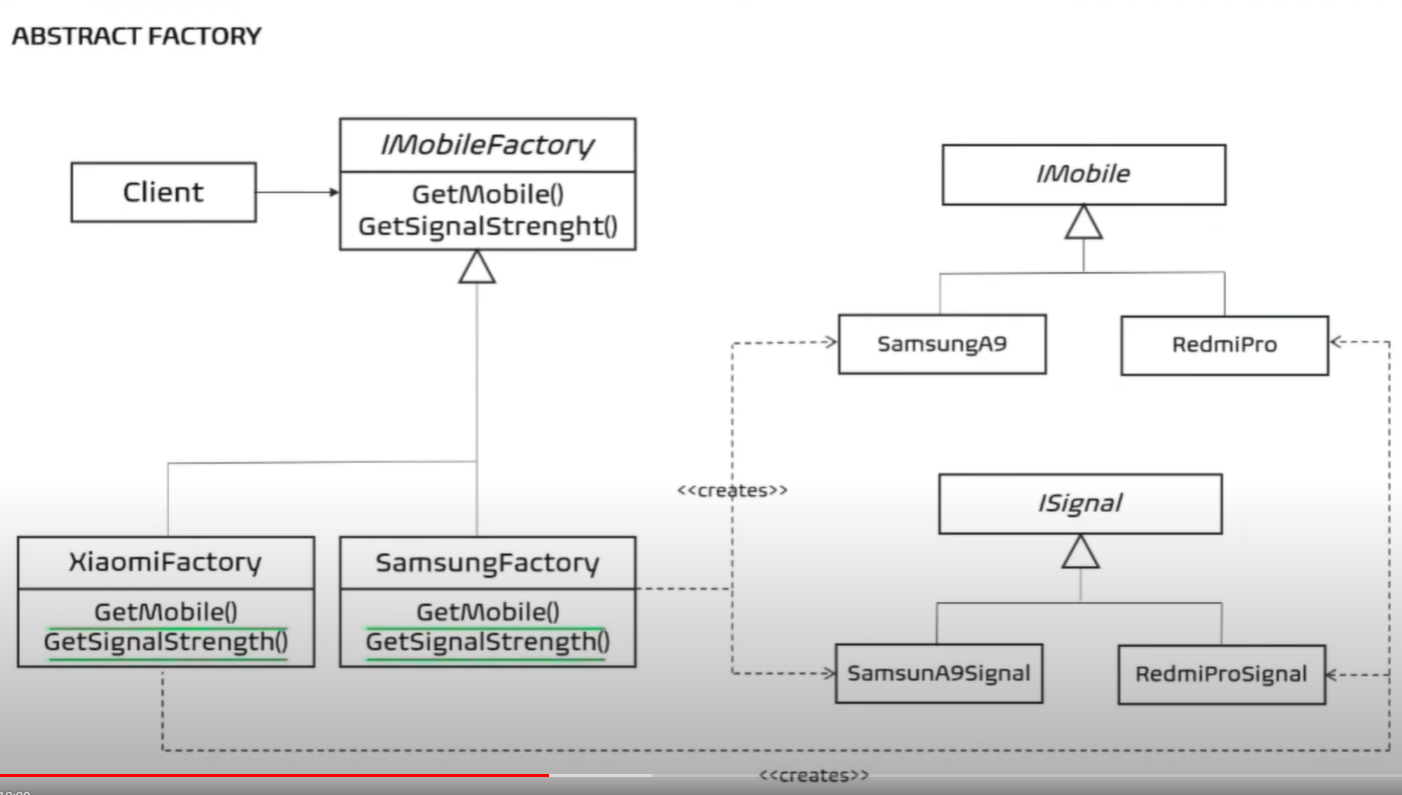 ABSTRACT FACTORY
Client
IMobileFactory
GetMobile()
GetSignalStrenght()
IMobile
SamsungA9
RedmiPro
<<creates>>
ISignal
XiaomiFactory
GetMobile()
GetSignalStrength()
SamsungFactory
GetMobile()
GetSignalStrength()
SamsunA9Signal
RedmiProSignal
<<creates>>